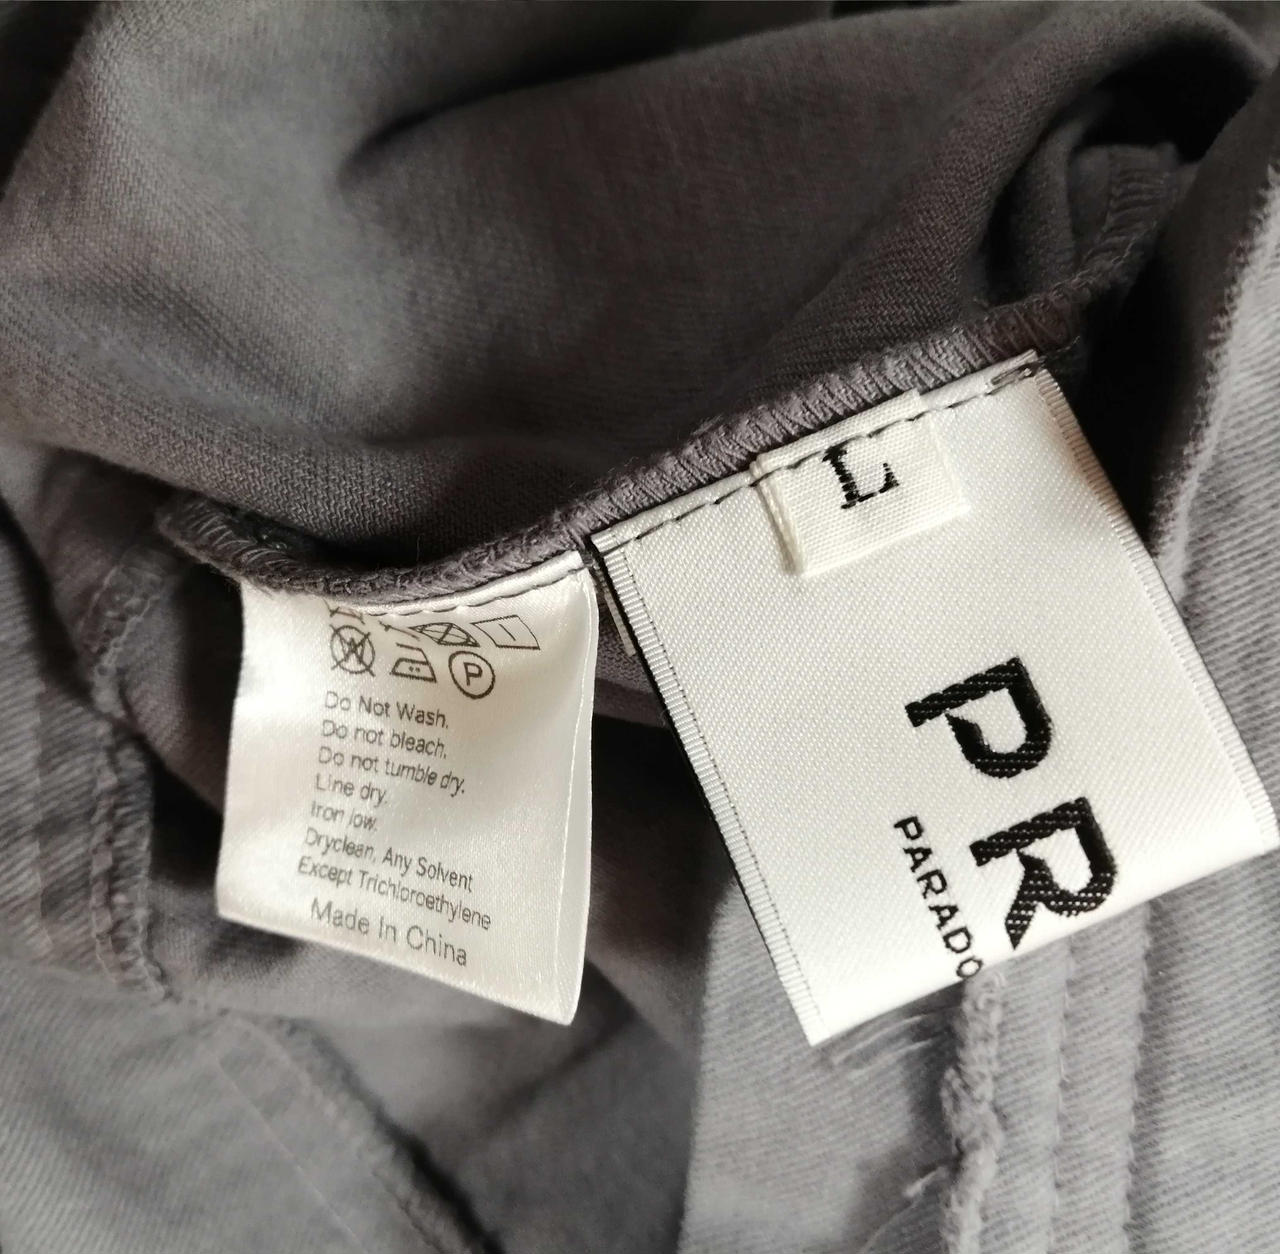 P
Do Not Wash.
Do not bleach.
Do not tumble dry.
Line dry.
Iron low.
Dryclean, Any Solvent
Except Trichloroethylene
Made In China
L
PR
PARADO